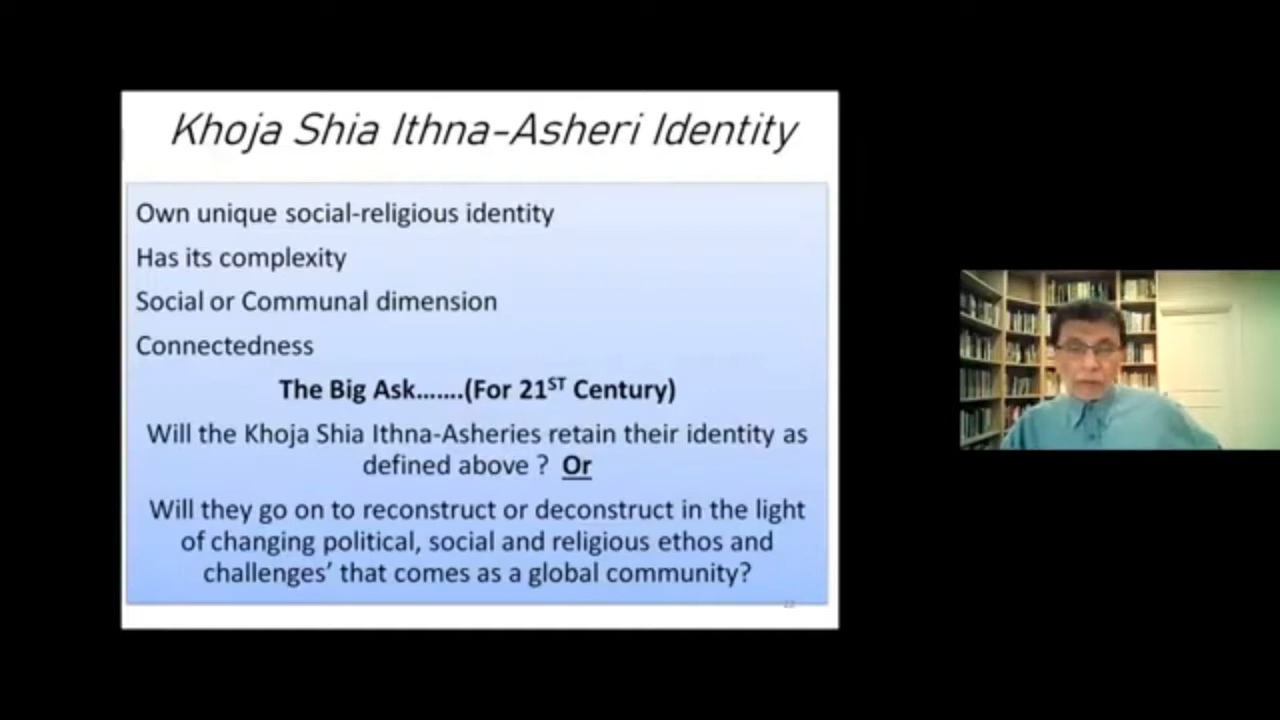 Khoja Shia Ithna-Asheri Identity
Own unique social-religious identity
Has its complexity
Social or Communal dimension
Connectedness
The Big Ask.......(For 21ST Century)
Will the Khoja Shia Ithna-Asheries retain their identity as
defined above ? Or
Will they go on to reconstruct or deconstruct in the light
of changing political, social and religious ethos and
challenges’ that comes as a global community?